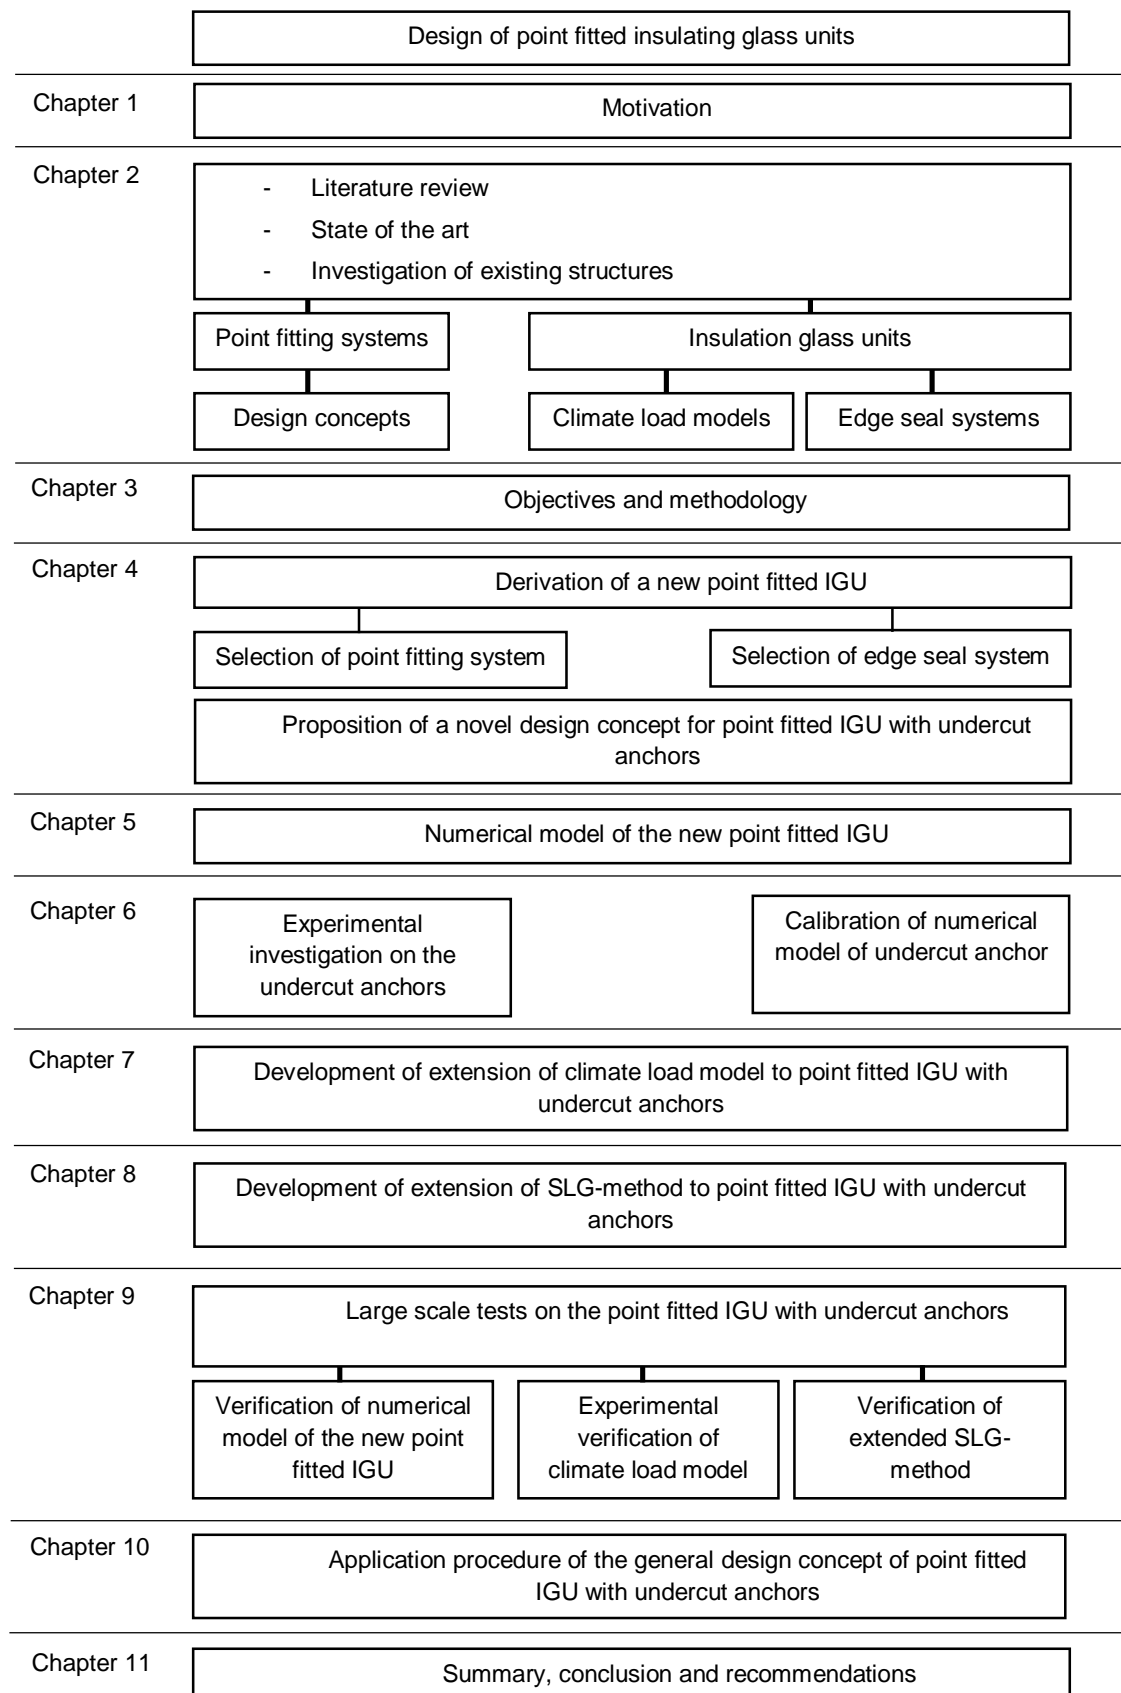 Design of point fitted insulating glass units
Chapter 1
Motivation
Chapter 2
- Literature review
- State of the art
- Investigation of existing structures
Point fitting systems
Insulation glass units
Design concepts
Climate load models
Edge seal systems
Chapter 3
Objectives and methodology
Chapter 4
Derivation of a new point fitted IGU
Selection of point fitting system
Selection of edge seal system
Proposition of a novel design concept for point fitted IGU with undercut
anchors
Chapter 5
Numerical model of the new point fitted IGU
Chapter 6
Experimental
investigation on the
undercut anchors
Calibration of numerical
model of undercut anchor
Chapter 7
Development of extension of climate load model to point fitted IGU with
undercut anchors
Chapter 8
Development of extension of SLG-method to point fitted IGU with undercut
anchors
Chapter 9
Large scale tests on the point fitted IGU with undercut anchors
Verification of numerical
model of the new point
fitted IGU
Experimental
verification of
climate load model
Verification of
extended SLG-
method
Chapter 10
Application procedure of the general design concept of point fitted
IGU with undercut anchors
Chapter 11
Summary, conclusion and recommendations